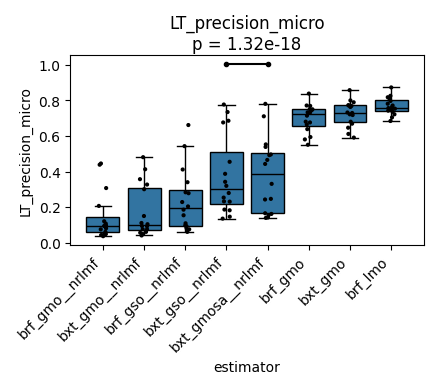 LT_precision_micro
p = 1.32e-18
LT_precision_micro
1.0
0.8
0.6
0.4
0.2
0.0
brf_gmo__nrlmf
bxt_gmo__nrlmf
brf_gso__nrlmf
bxt_gso__nrlmf
bxt_gmosa__nrlmf
brf_gmo
bxt_gmo
brf_lmo
estimator